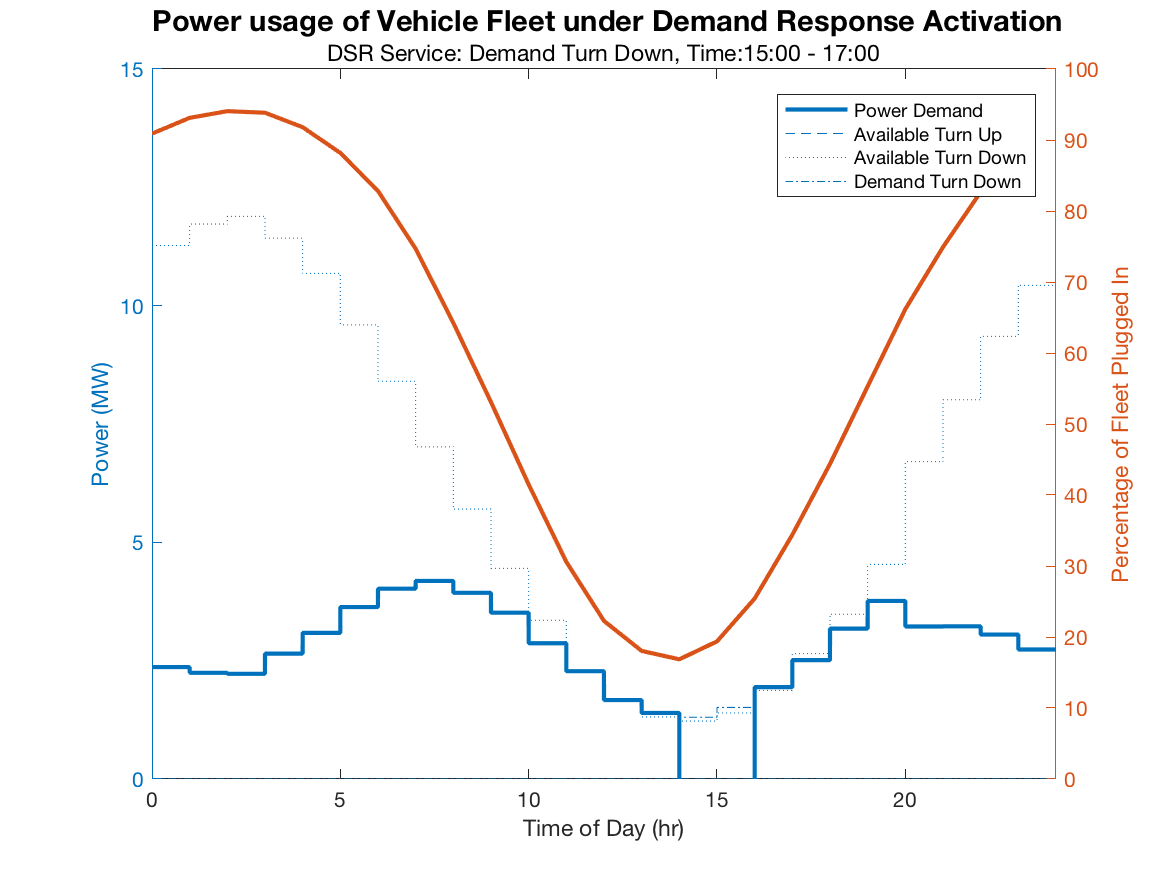 Power usage of Vehicle Fleet under Demand Response Activation
DSR Service: Demand Turn Down, Time:15:00 - 17:00
Power Demand
Available Turn Up
Available Turn Down
Demand Turn Down
15
10
5
0
Power (MW)
100
90
80
70
60
50
40
30
20
10
0
Percentage of Fleet Plugged In
0
5
10
15
20
Time of Day (hr)